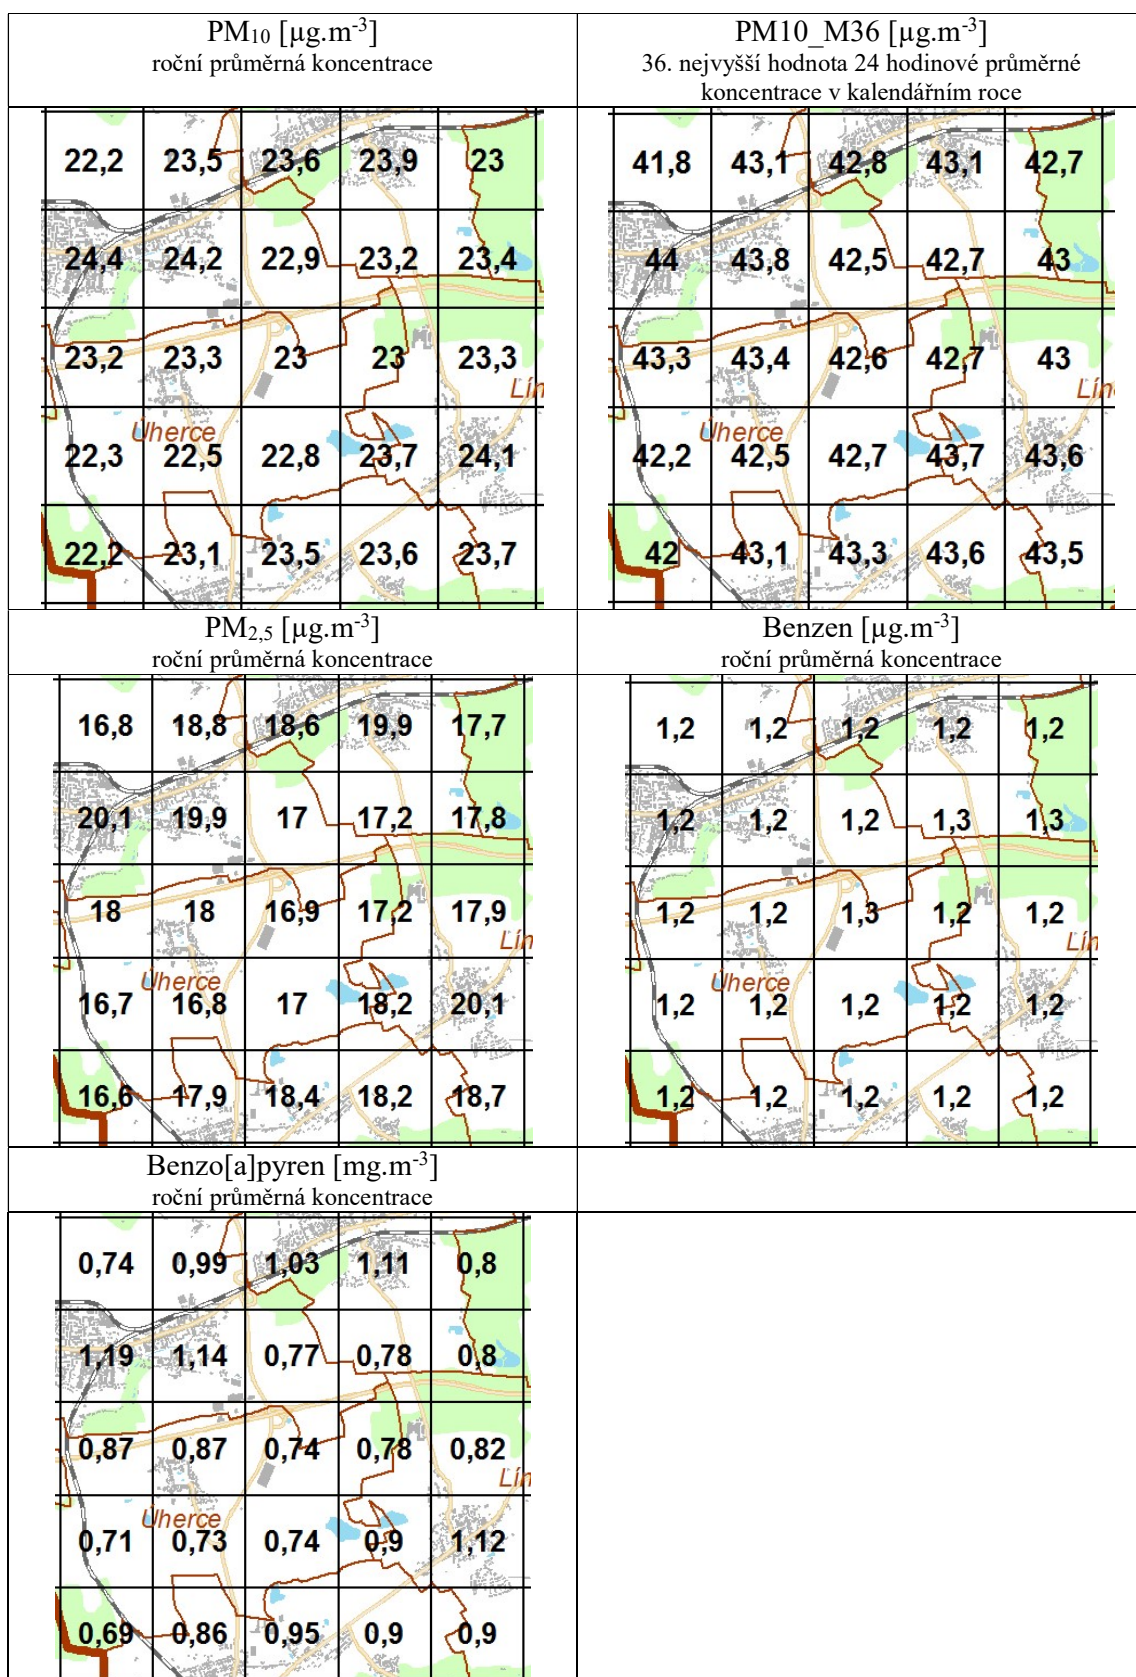 PM₁₀ [µg.m⁻³]
roční průměrná koncentrace
PM10_M36 [µg.m⁻³]
36. nejvyšší hodnota 24 hodinové průměrné
koncentrace v kalendářním roce
22,2 23,5 23,6 23,9 23
24,4 24,2 22,9 23,2 23,4
23,2 23,3 23 23 23,3
Lín
Úherce
22,3 22,5 22,8 23,7 24,1
22,2 23,1 23,5 23,6 23,7
41,8 43,1 42,8 43,1 42,7
44 43,8 42,5 42,7 43
43,3 43,4 42,6 42,7 43
Lín
Úherce
42,2 42,5 42,7 43,7 43,6
42 43,1 43,3 43,6 43,5
PM₂,₅ [µg.m⁻³]
roční průměrná koncentrace
Benzen [µg.m⁻³]
roční průměrná koncentrace
16,8 18,8 18,6 19,9 17,7
20,1 19,9 17 17,2 17,8
18 18 16,9 17,2 17,9
Lín
Úherce
16,7 16,8 17 18,2 20,1
16,6 17,9 18,4 18,2 18,7
1,2 1,2 1,2 1,2 1,2
1,2 1,2 1,2 1,3 1,3
1,2 1,2 1,3 1,2 1,2
Lín
Úherce
1,2 1,2 1,2 1,2 1,2
1,2 1,2 1,2 1,2 1,2
Benzo[a]pyren [mg.m⁻³]
roční průměrná koncentrace
0,74 0,99 1,03 1,11 0,8
1,19 1,14 0,77 0,78 0,8
0,87 0,87 0,74 0,78 0,82
Lín
Úherce
0,71 0,73 0,74 0,9 1,12
0,69 0,86 0,95 0,9 0,9